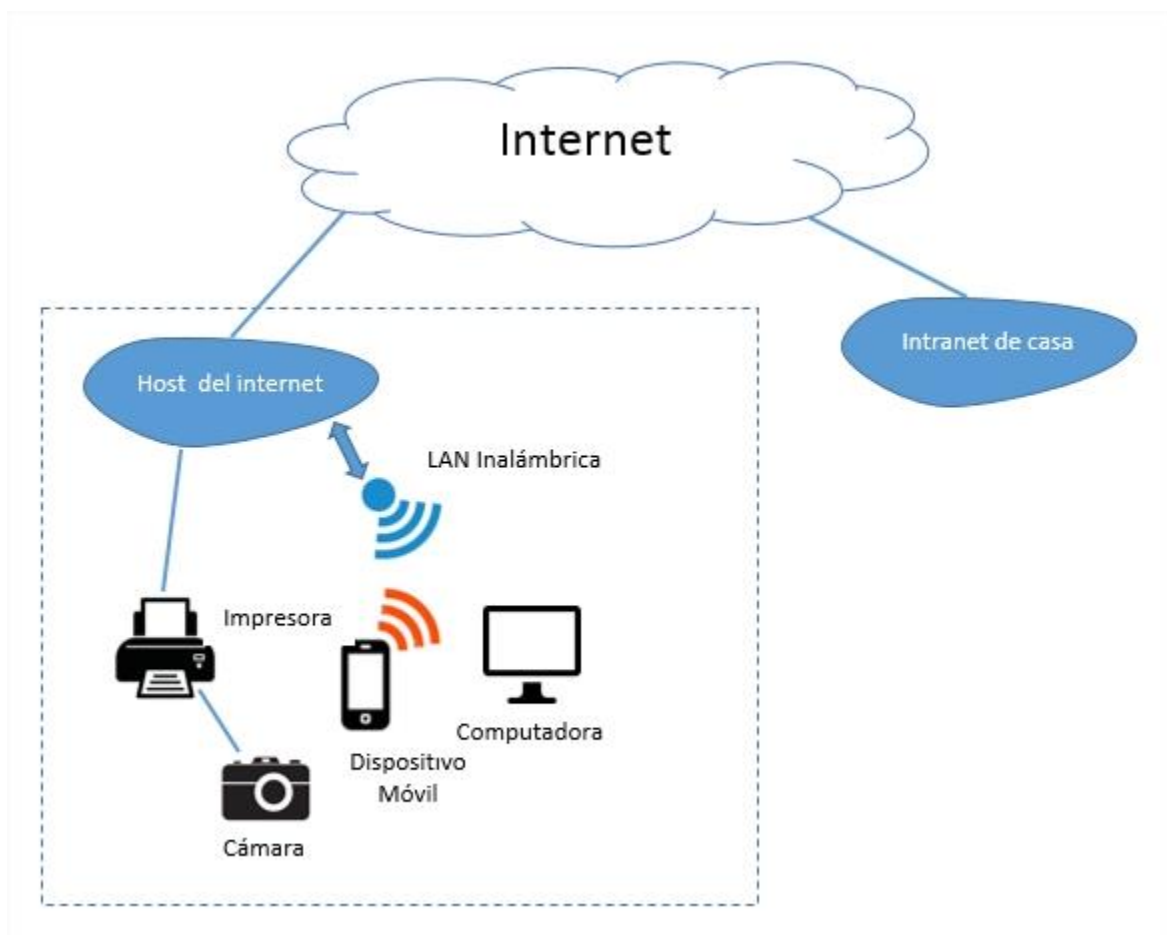 Internet
Intranet de casa
Host del internet
LAN Inalámbrica
Impresora
Computadora
Dispositivo
Móvil
Cámara